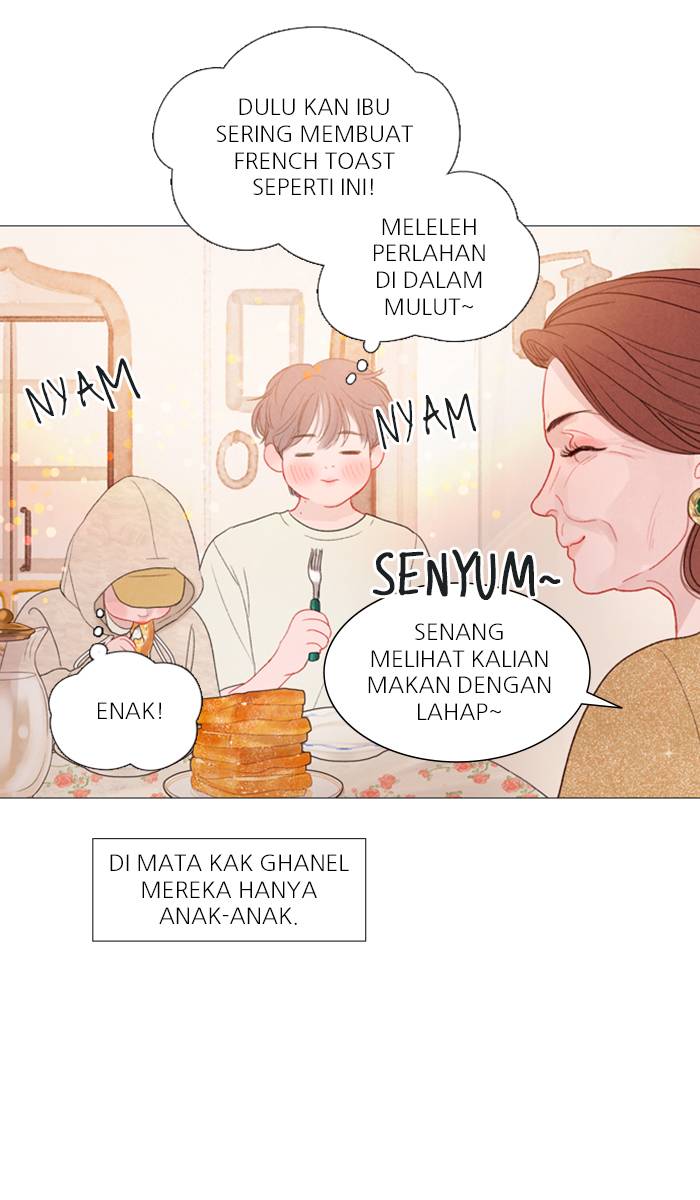 DULU KAN IBU
SERING MEMBUAT
FRENCH TOAST
SEPERTI INI!
MELELEH
PERLAHAN
DI DALAM
MULUT~
NYAM
NYAM
SENYUM~
SENANG
MELIHAT KALIAN
MAKAN DENGAN
LAHAP~
ENAK!
DI MATA KAK GHANEL
MEREKA HANYA
ANAK-ANAK.